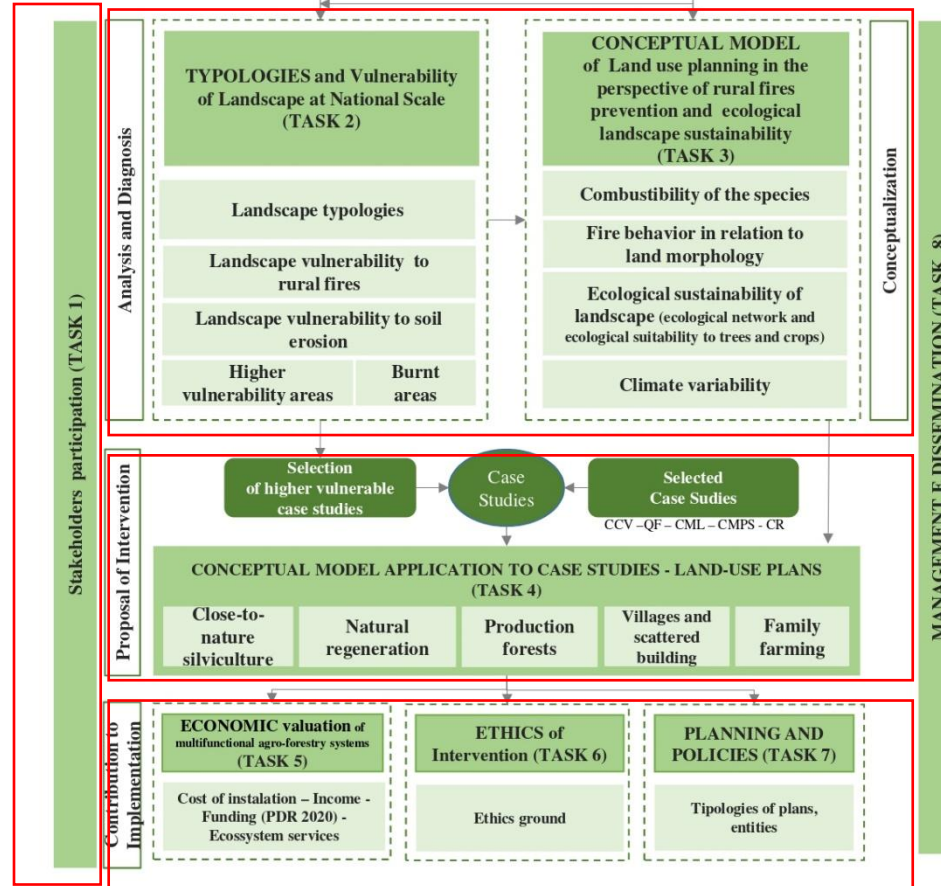 Stakeholders participation (TASK 1)
Analysis and Diagnosis
TYPOLOGIES and Vulnerability
of Landscape at National Scale
(TASK 2)
Landscape typologies
Landscape vulnerability to
rural fires
Landscape vulnerability to soil
erosion
Higher
vulnerability areas
Burnt
areas
CONCEPTUAL MODEL
of Land use planning in the
perspective of rural fires
prevention and ecological
landscape sustainability
(TASK 3)
Combustibility of the species
Fire behavior in relation to
land morphology
Ecological sustainability of
landscape (ecological network and
ecological suitability to trees and crops)
Climate variability
Conceptualization
MANAGEMENT E DISSEMINATION (TASK 8)
Proposal of Intervention
Selection
of higher vulnerable
case studies
Case
Studies
Selected
Case Sudies
CCV –QF – CML – CMPS - CR
CONCEPTUAL MODEL APPLICATION TO CASE STUDIES - LAND-USE PLANS
(TASK 4)
Close-to-
nature
silviculture
Natural
regeneration
Production
forests
Villages and
scattered
building
Family
farming
Contribution to
Implementation
ECONOMIC valuation of
multifunctional agro-forestry systems
(TASK 5)
Cost of instalation – Income -
Funding (PDR 2020) -
Ecossystem services
ETHICS of
Intervention (TASK 6)
Ethics ground
PLANNING AND
POLICIES (TASK 7)
Tipologies of plans,
entities